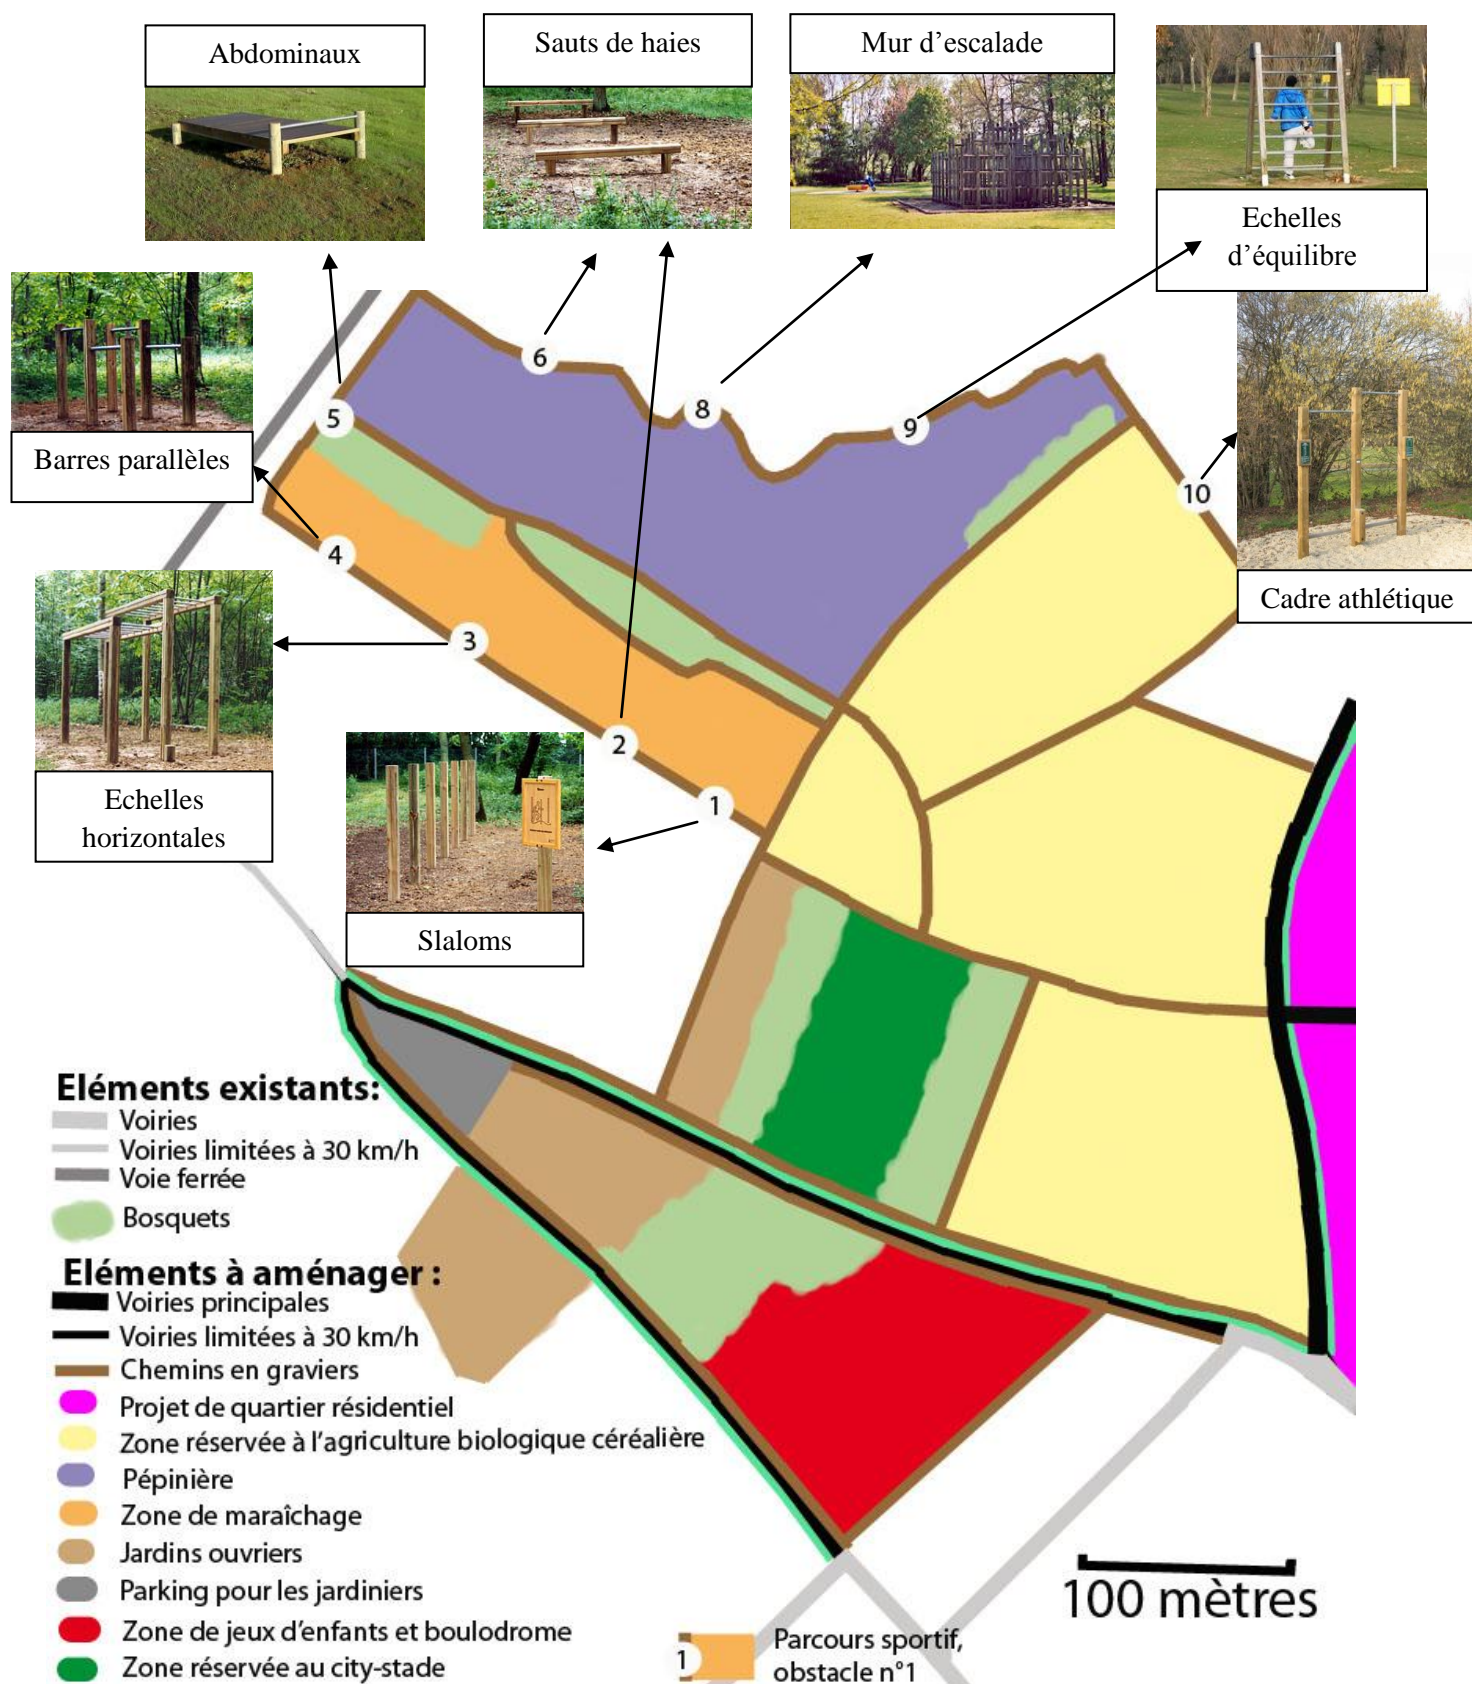 Abdominaux
Sauts de haies
Mur d’escalade
Echelles
d’équilibre
Barres parallèles
Cadre athlétique
Echelles
horizontales
Slaloms
5
6
8
9
10
4
3
2
1
Eléments existants:
Voiries
Voiries limitées à 30 km/h
Voie ferrée
Bosquets
Eléments à aménager :
Voiries principales
Voiries limitées à 30 km/h
Chemins en graviers
Projet de quartier résidentiel
Zone réservée à l’agriculture biologique céréalière
Pépinière
Zone de maraîchage
Jardins ouvriers
Parking pour les jardiniers
Zone de jeux d’enfants et boulodrome
Zone réservée au city-stade
100 mètres
1
Parcours sportif,
obstacle n°1